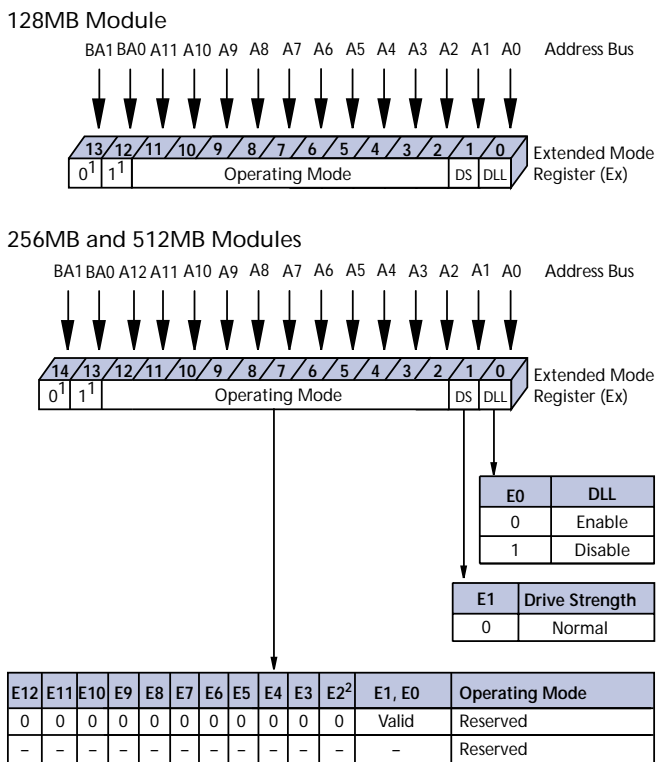 128MB Module
BA1 BA0 A11 A10 A9 A8 A7 A6 A5 A4 A3 A2 A1 A0 Address Bus
13 12 11 10 9 8 7 6 5 4 3 2 1 0 Extended Mode
0¹ 1¹ Operating Mode DS DLL Register (Ex)
256MB and 512MB Modules
BA1 BA0 A12 A11 A10 A9 A8 A7 A6 A5 A4 A3 A2 A1 A0 Address Bus
14 13 12 11 10 9 8 7 6 5 4 3 2 1 0 Extended Mode
0¹ 1¹ Operating Mode DS DLL Register (Ex)
E0 DLL
0 Enable
1 Disable
E1 Drive Strength
0 Normal
E12 E11 E10 E9 E8 E7 E6 E5 E4 E3 E2² E1, E0 Operating Mode
0 0 0 0 0 0 0 0 0 0 0 Valid Reserved
– – – – – – – – – – – – Reserved